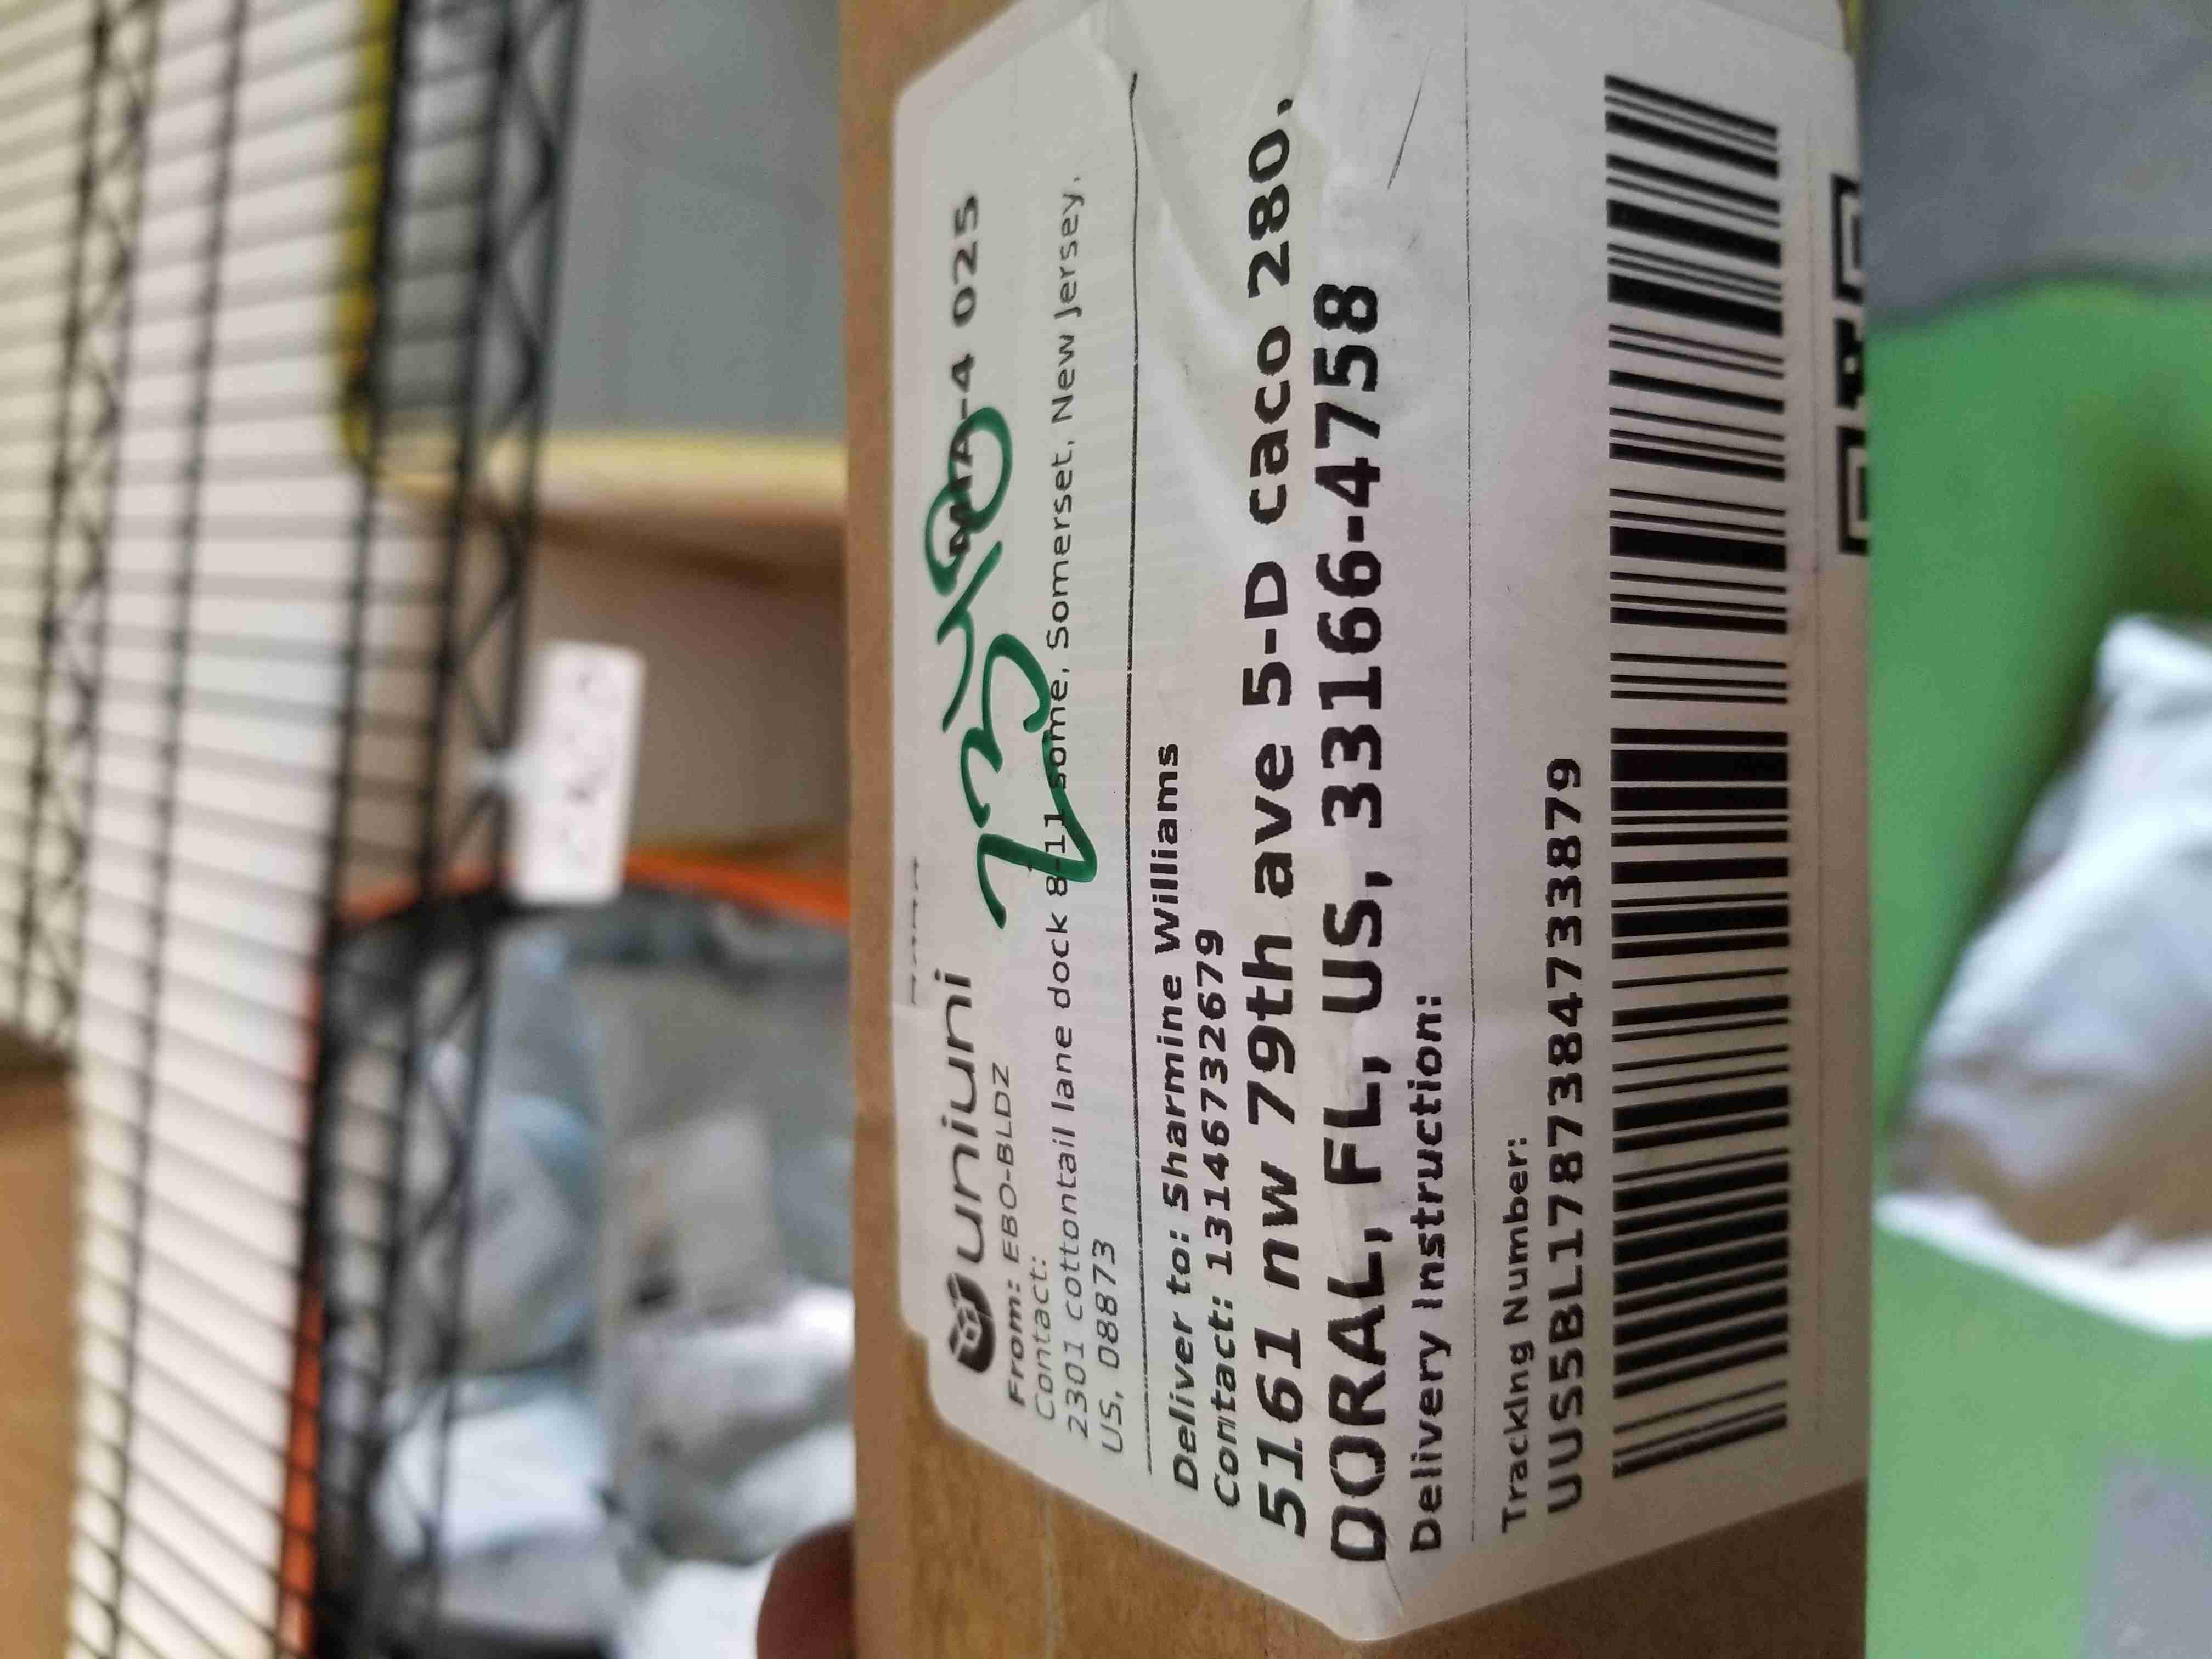 uniuni
-4 025
From: EBO-BLDZ
Contact:
2301 cottontail lane dock 8-11 some, Somerset, New Jersey,
US, 08873
Deliver to: Sharmine Williams
Contact: 13146732679
5161 nw 79th ave 5-D caco 280,
DORAL, FL, US, 33166-4758
Delivery Instruction:
Tracking Number:
UUS5BL1787384733879